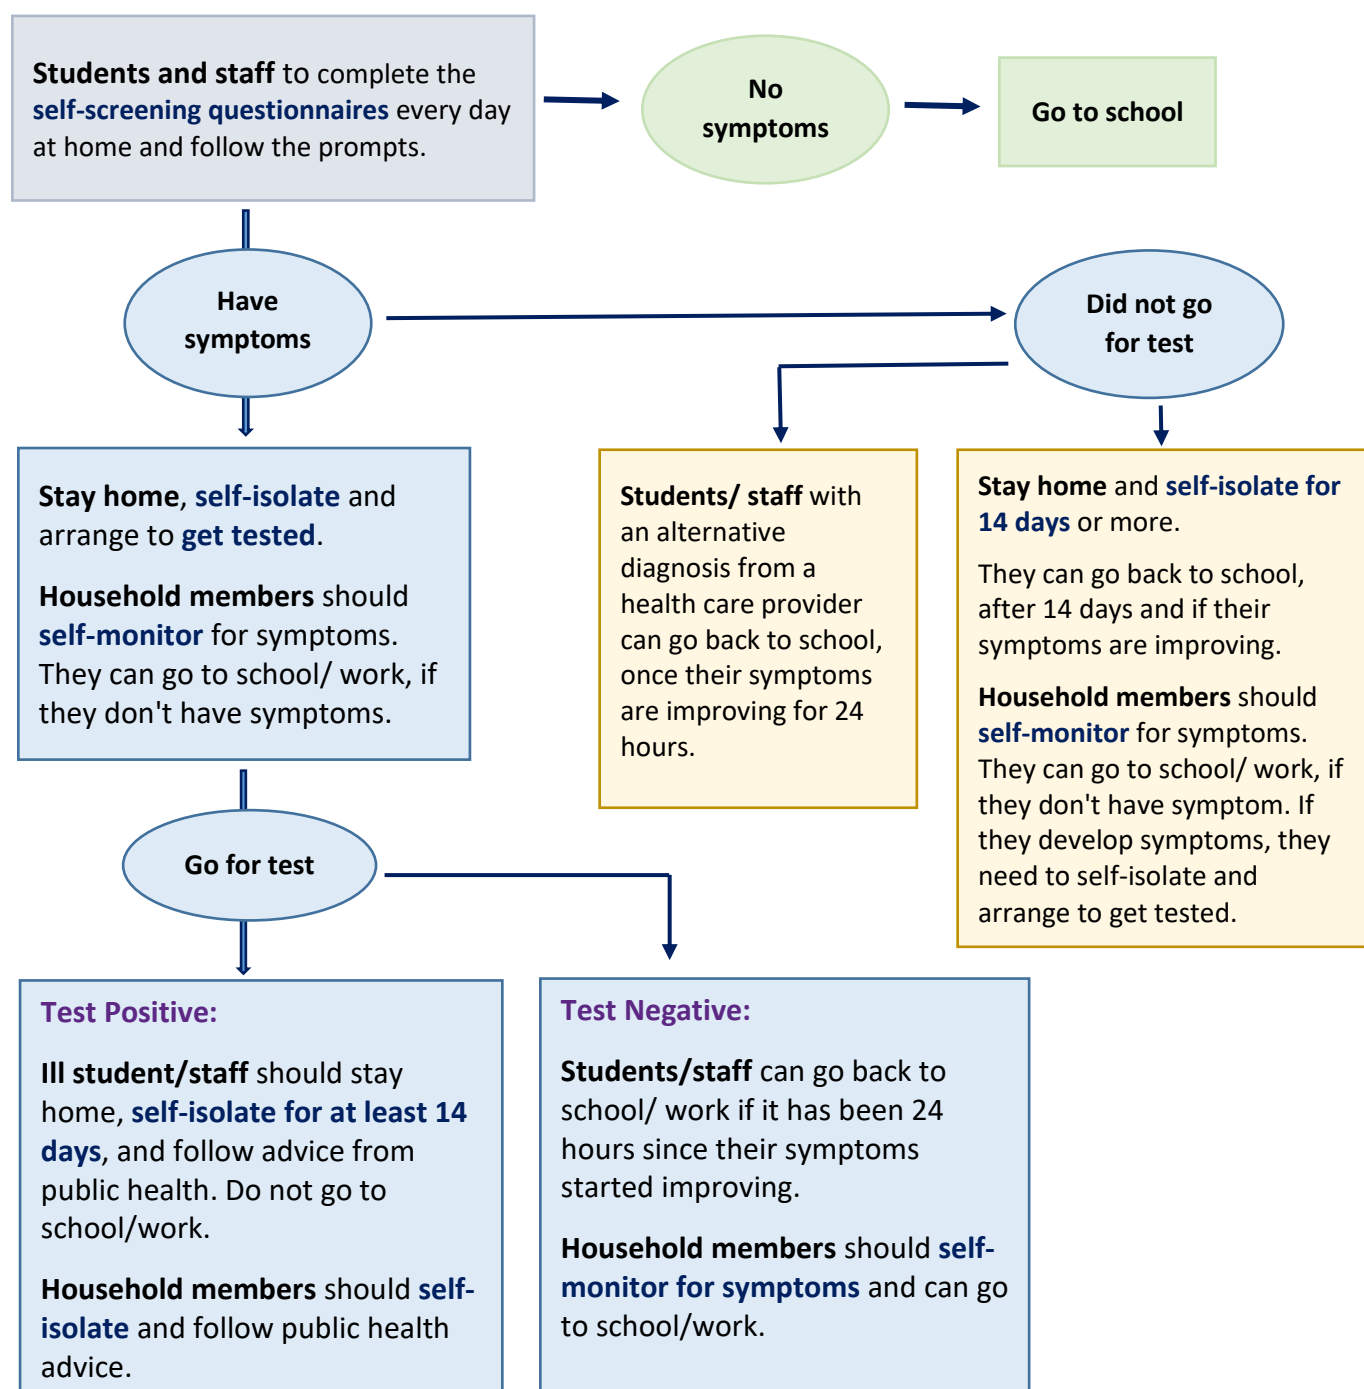 Students and staff to complete the
self-screening questionnaires every day
at home and follow the prompts.
No
symptoms
Go to school
Have
symptoms
Did not go
for test
Stay home, self-isolate and
arrange to get tested.
Household members should
self-monitor for symptoms.
They can go to school/ work, if
they don't have symptoms.
Students/ staff with
an alternative
diagnosis from a
health care provider
can go back to school,
once their symptoms
are improving for 24
hours.
Stay home and self-isolate for
14 days or more.
They can go back to school,
after 14 days and if their
symptoms are improving.
Household members should
self-monitor for symptoms.
They can go to school/ work, if
they don't have symptom. If
they develop symptoms, they
need to self-isolate and
arrange to get tested.
Go for test
Test Positive:
Ill student/staff should stay
home, self-isolate for at least 14
days, and follow advice from
public health. Do not go to
school/work.
Household members should self-
isolate and follow public health
advice.
Test Negative:
Students/staff can go back to
school/ work if it has been 24
hours since their symptoms
started improving.
Household members should self-
monitor for symptoms and can go
to school/work.